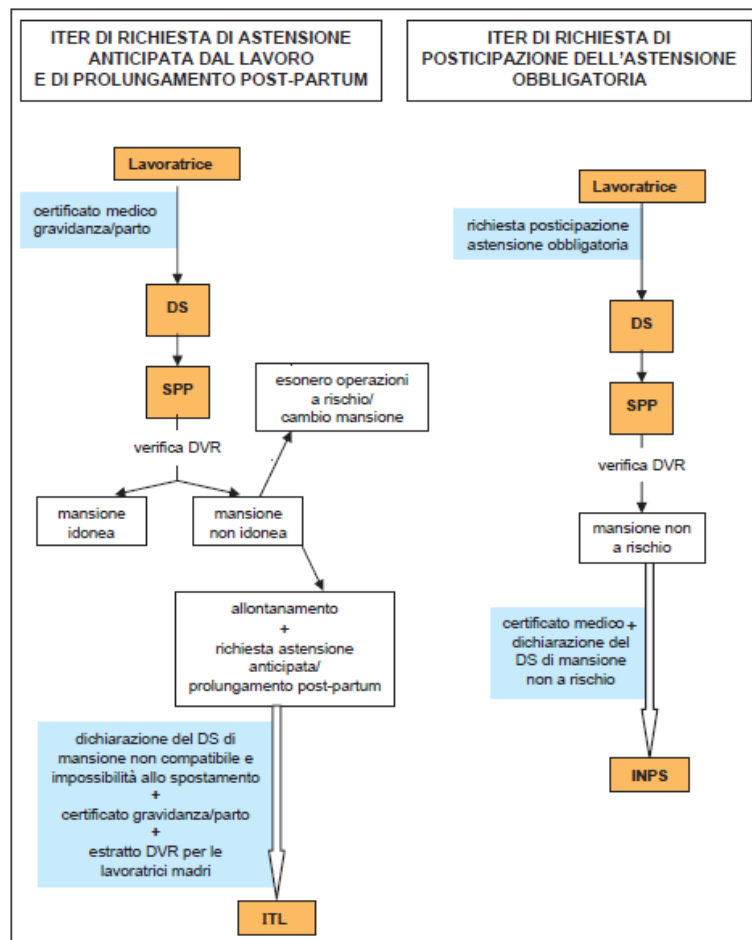 ITER DI RICHIESTA DI ASTENSIONE
ANTICIPATA DAL LAVORO
E DI PROLUNGAMENTO POST-PARTUM
Lavoratrice
certificato medico
gravidanza/parto
DS
SPP
esonero operazioni
a rischio/
cambio mansione
verifica DVR
mansione
idonea
mansione
non idonea
allontanamento
+
richiesta astensione
anticipata/
prolungamento post-partum
dichiarazione del DS di
mansione non compatibile e
impossibilità allo spostamento
+
certificato gravidanza/parto
+
estratto DVR per le
lavoratrici madri
ITL
ITER DI RICHIESTA DI
POSTICIPAZIONE DELL'ASTENSIONE
OBBLIGATORIA
Lavoratrice
richiesta posticipazione
astensione obbligatoria
DS
SPP
verifica DVR
mansione non
a rischio
certificato medico +
dichiarazione del
DS di mansione
non a rischio
INPS